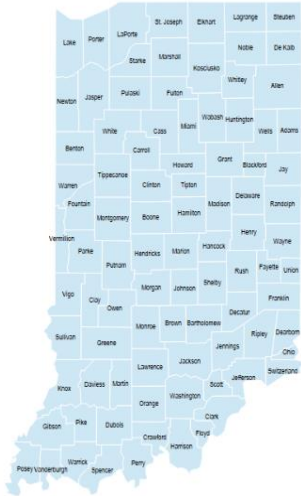 St. Joseph
Elkhart
Lagrange
Steuben
Lake
Porter
LaPorte
Noble
De Kalb
Starke
Marshall
Kosciusko
Whitley
Allen
Newton
Jasper
Pulaski
Fulton
Wabash
Huntington
Miami
White
Cass
Wells
Adams
Benton
Carroll
Howard
Grant
Blackford
Jay
Tippecanoe
Warren
Clinton
Tipton
Delaware
Fountain
Madison
Randolph
Montgomery
Boone
Hamilton
Henry
Wayne
Vermillion
Parke
Hendricks
Marion
Hancock
Putnam
Rush
Fayette
Union
Vigo
Clay
Morgan
Johnson
Shelby
Franklin
Owen
Decatur
Monroe
Brown
Bartholomew
Sullivan
Greene
Jennings
Ripley
Dearborn
Ohio
Lawrence
Jackson
Switzerland
Jefferson
Knox
Daviess
Martin
Scott
Orange
Washington
Clark
Gibson
Pike
Dubois
Floyd
Crawford
Harrison
Posey
Vanderburgh
Warrick
Spencer
Perry